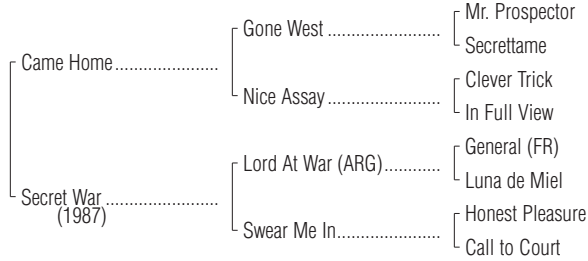 Mr. Prospector
Gone West ......................
Secrettame
Came Home......................
Clever Trick
Nice Assay ......................
In Full View
General (FR)
Lord At War (ARG)...........
Luna de Miel
Secret War ......................
(1987)
Honest Pleasure
Swear Me In.....................
Call to Court